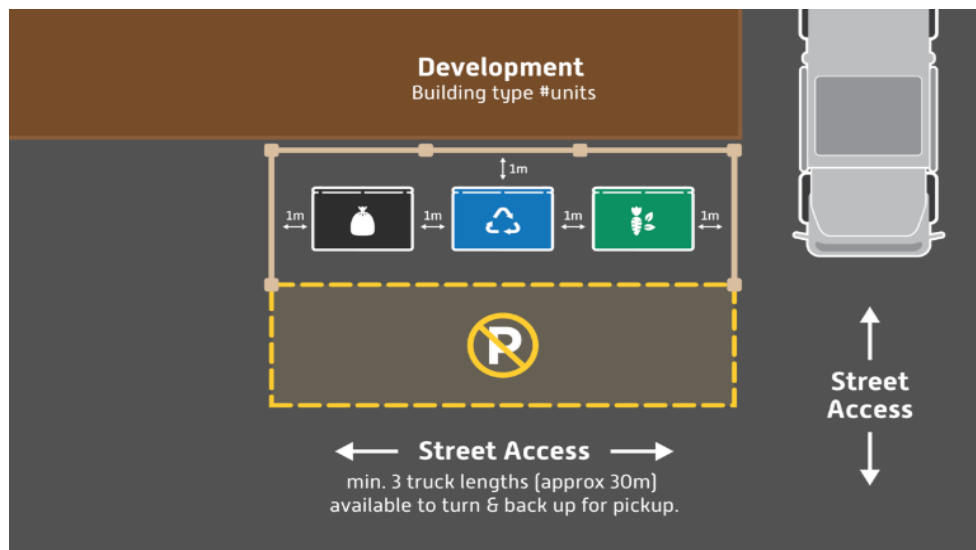 Development
Building type #units
1m
1m
1m
1m
1m
P
Street
Access
Street Access
min. 3 truck lengths (approx 30m)
available to turn & back up for pickup.